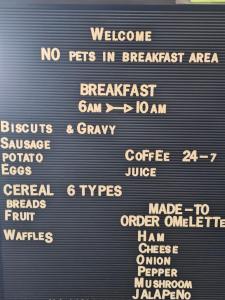 WELCOME
NO PETS IN BREAKFAST AREA
BREAKFAST
6AM → 10AM
BISCUTS & GRAVY
SAUSAGE
POTATO
EGGS
COFFEE 24-7
JUICE
CEREAL 6 TYPES
BREADS
FRUIT
WAFFLES
MADE-TO
ORDER OMELETTE
HAM
CHEESE
ONION
PEPPER
MUSHROOM
JALAPENO